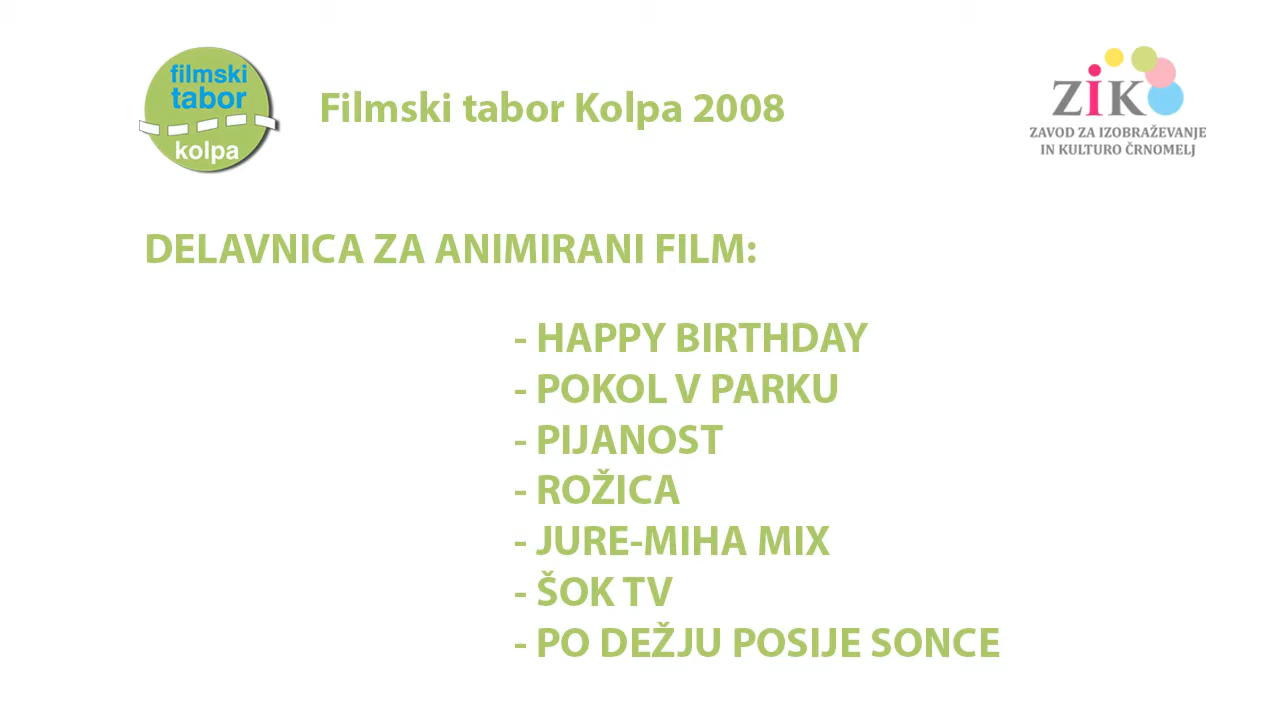 filmski
tabor
kolpa
Filmski tabor Kolpa 2008
ZIK
ZAVOD ZA IZOBRAŽEVANJE
IN KULTURO ČRNOMELJ
DELAVNICA ZA ANIMIRANI FILM:
- HAPPY BIRTHDAY
- POKOL V PARKU
- PIJANOST
- ROŽICA
- JURE-MIHA MIX
- ŠOK TV
- PO DEŽJU POSIJE SONCE